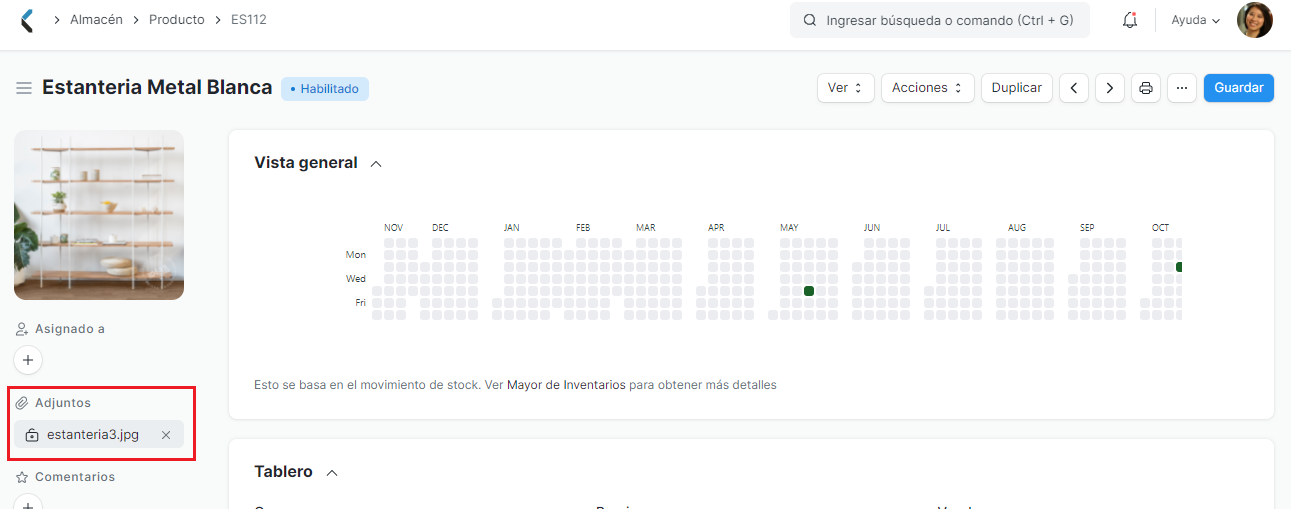 Almacén
Producto
ES112
Ingresar búsqueda o comando (Ctrl + G)
Ayuda
Estanteria Metal Blanca
Habilitado
Ver
Acciones
Duplicar
Guardar
Asignado a
Adjuntos
estanteria3.jpg
Comentarios
Vista general
NOV DEC JAN FEB MAR APR MAY JUN JUL AUG SEP OCT
Mon
Wed
Fri
Esto se basa en el movimiento de stock. Ver Mayor de Inventarios para obtener más detalles
Tablero